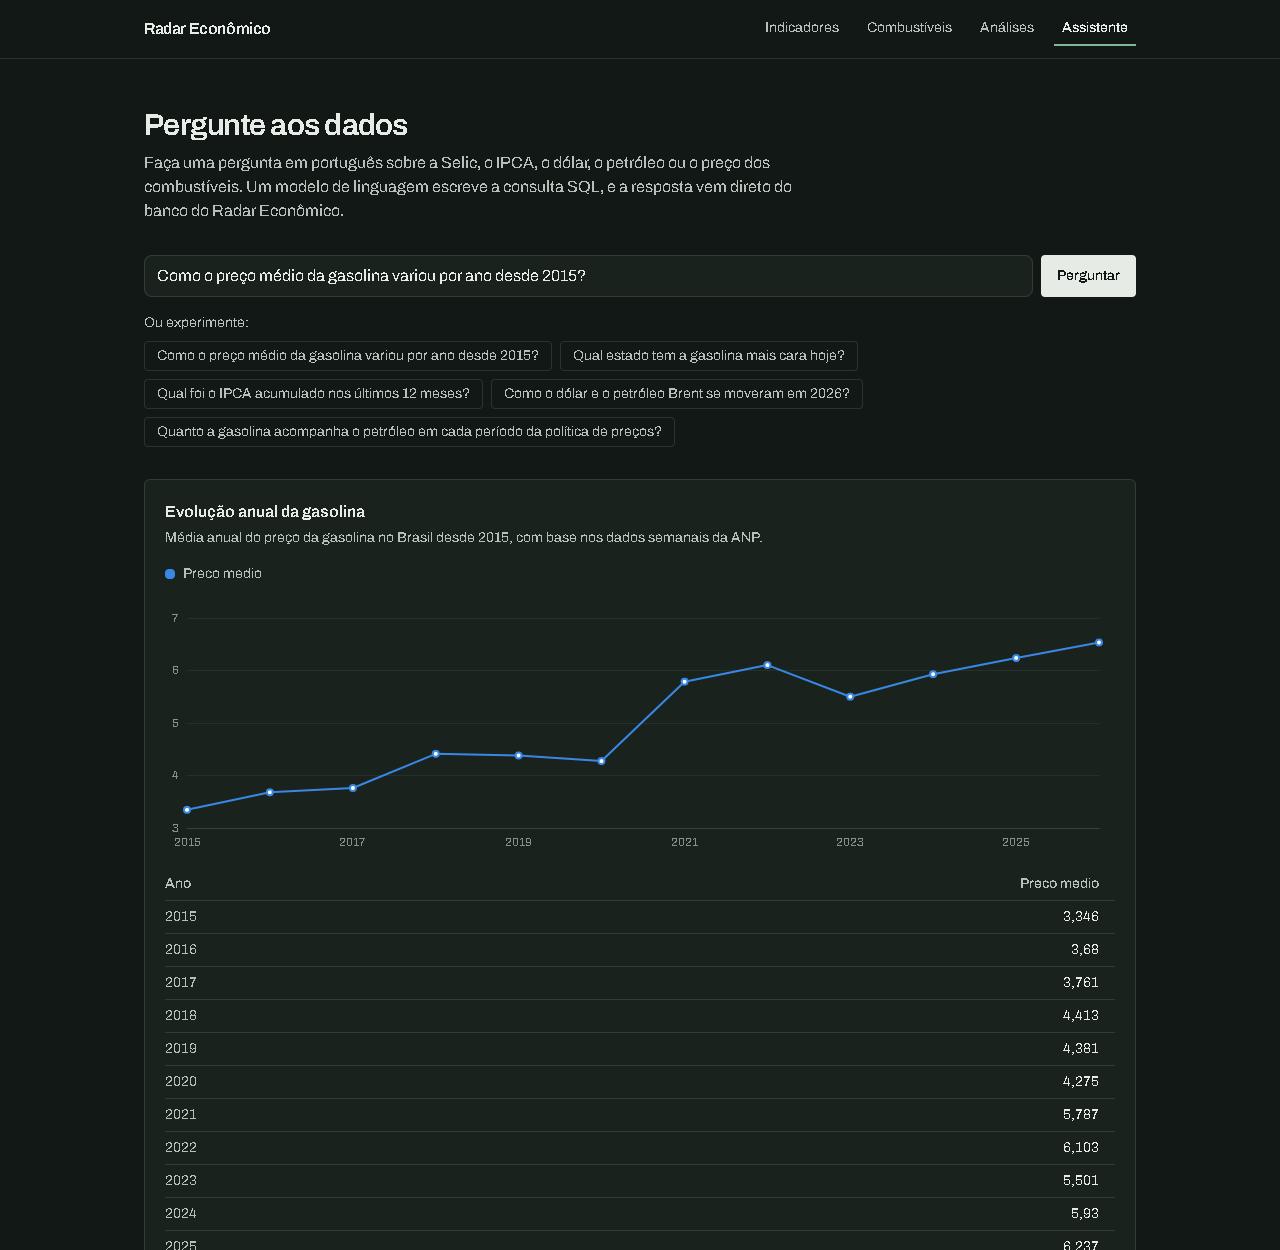 Radar Econômico
Indicadores Combustíveis Análises Assistente
Pergunte aos dados
Faça uma pergunta em português sobre a Selic, o IPCA, o dólar, o petróleo ou o preço dos
combustíveis. Um modelo de linguagem escreve a consulta SQL, e a resposta vem direto do
banco do Radar Econômico.
Como o preço médio da gasolina variou por ano desde 2015?
Perguntar
Ou experimente:
Como o preço médio da gasolina variou por ano desde 2015?
Qual estado tem a gasolina mais cara hoje?
Qual foi o IPCA acumulado nos últimos 12 meses?
Como o dólar e o petróleo Brent se moveram em 2026?
Quanto a gasolina acompanha o petróleo em cada período da política de preços?
Evolução anual da gasolina
Média anual do preço da gasolina no Brasil desde 2015, com base nos dados semanais da ANP.
Preco medio
7
6
5
4
3
2015 2017 2019 2021 2023 2025
Ano Preco medio
2015 3,346
2016 3,68
2017 3,761
2018 4,413
2019 4,381
2020 4,275
2021 5,787
2022 6,103
2023 5,501
2024 5,93
2025 6,237